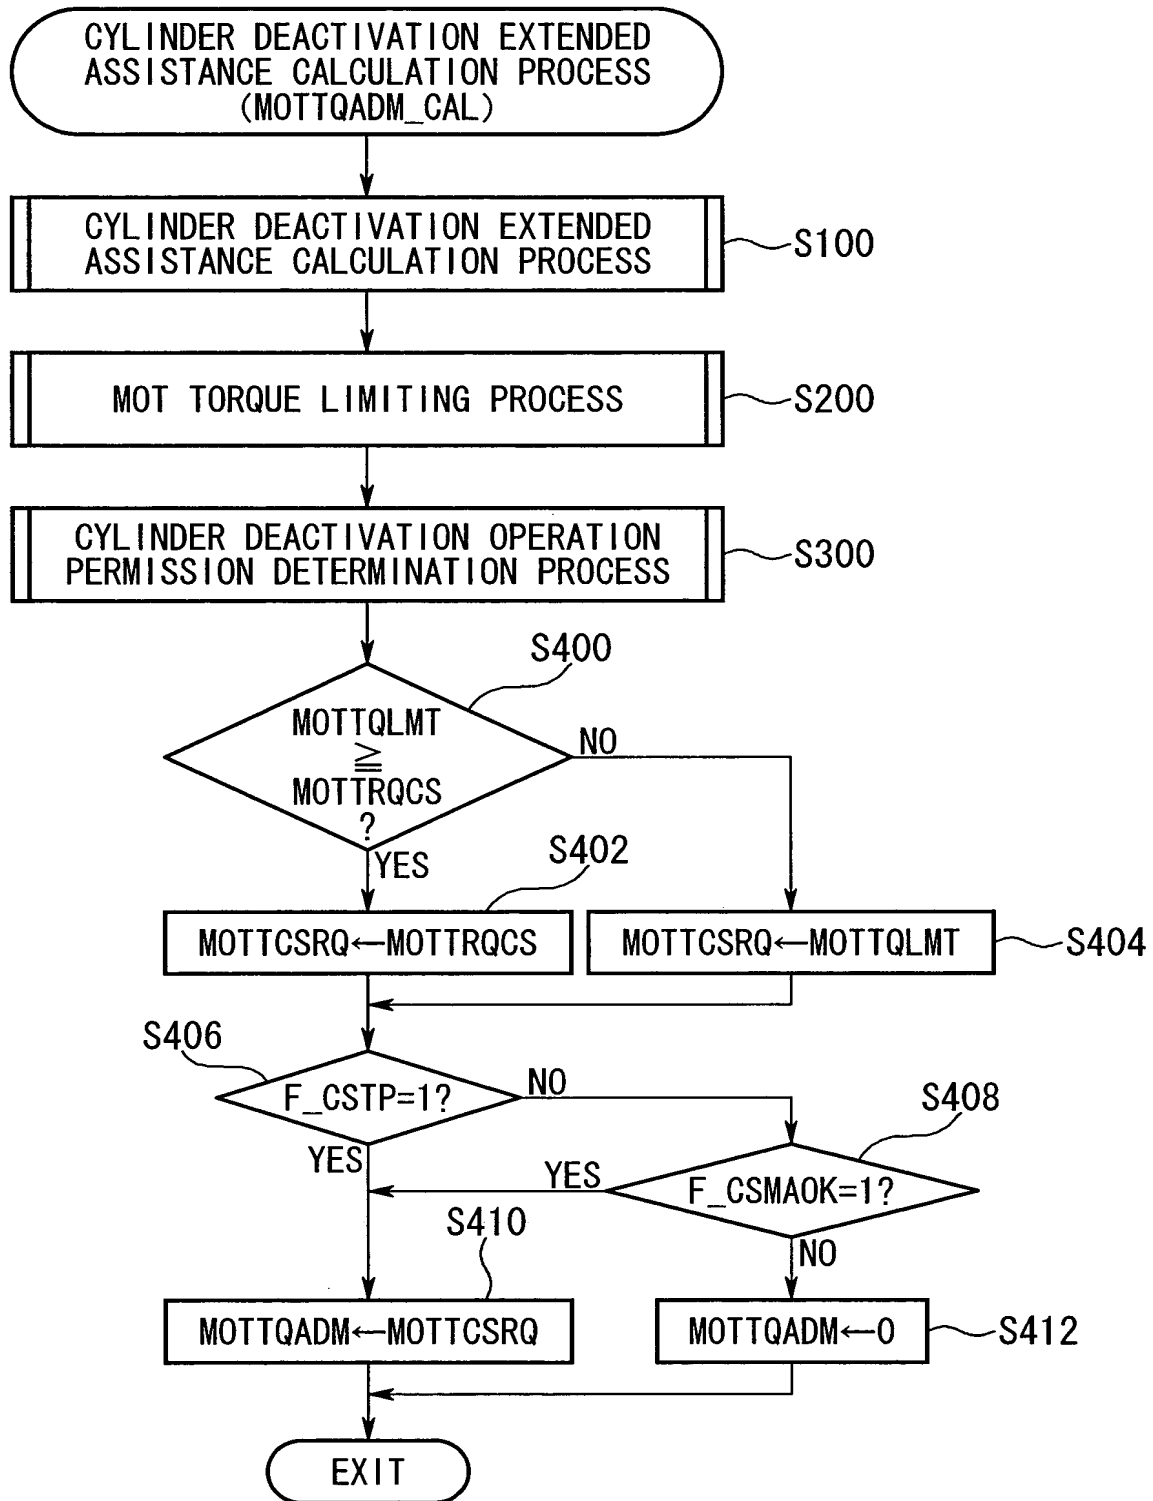 CYLINDER DEACTIVATION EXTENDED
ASSISTANCE CALCULATION PROCESS
(MOTTQADM_CAL)
CYLINDER DEACTIVATION EXTENDED
ASSISTANCE CALCULATION PROCESS
S100
MOT TORQUE LIMITING PROCESS
S200
CYLINDER DEACTIVATION OPERATION
PERMISSION DETERMINATION PROCESS
S300
S400
MOTTQLMT
≧
MOTTRQCS
?
NO
YES
S402
MOTTCSRQ←MOTTRQCS
MOTTCSRQ←MOTTQLMT
S404
S406
F_CSTP=1?
NO
YES
S408
F_CSMAOK=1?
YES
NO
S410
MOTTQADM←MOTTCSRQ
MOTTQADM←0
S412
EXIT